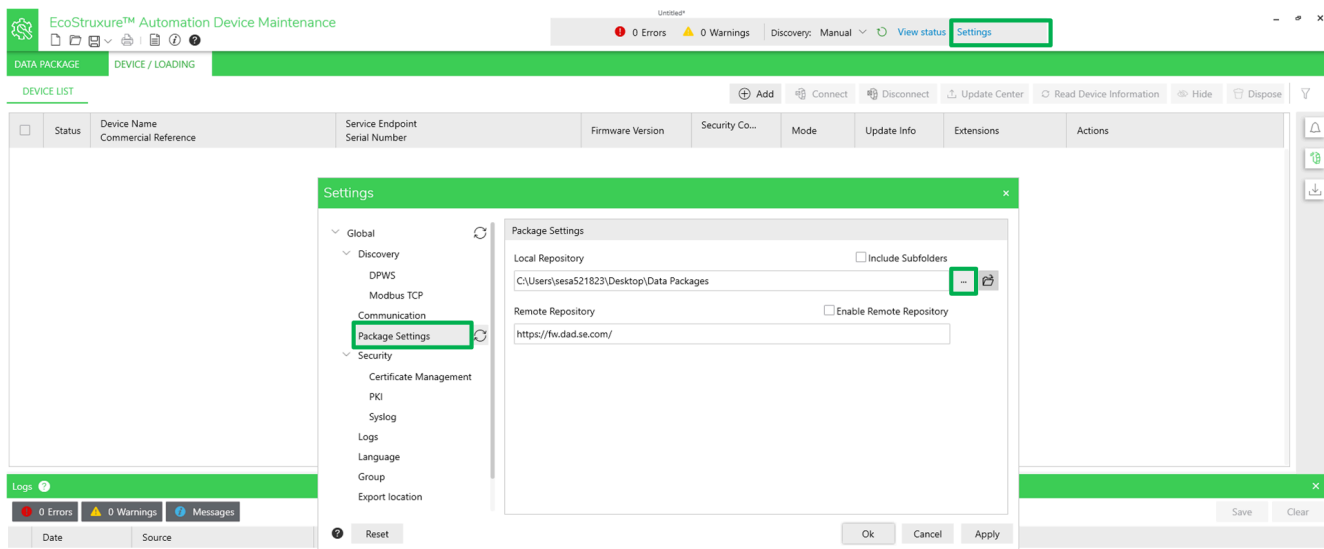 Untitled*
EcoStruxure™ Automation Device Maintenance
0 Errors 0 Warnings Discovery: Manual View status Settings
DATA PACKAGE DEVICE / LOADING
DEVICE LIST
Add Connect Disconnect Update Center Read Device Information Hide Dispose
Status Device Name Service Endpoint Firmware Version Security Co... Mode Update Info Extensions Actions
Commercial Reference Serial Number
Settings
Global
Discovery
DPWS
Modbus TCP
Communication
Package Settings
Security
Certificate Management
PKI
Syslog
Logs
Language
Group
Export location
Package Settings
Local Repository Include Subfolders
C:\Users\sesa521823\Desktop\Data Packages ...
Remote Repository Enable Remote Repository
https://fw.dad.se.com/
Reset Ok Cancel Apply
Logs
0 Errors 0 Warnings Messages Save Clear
Date Source